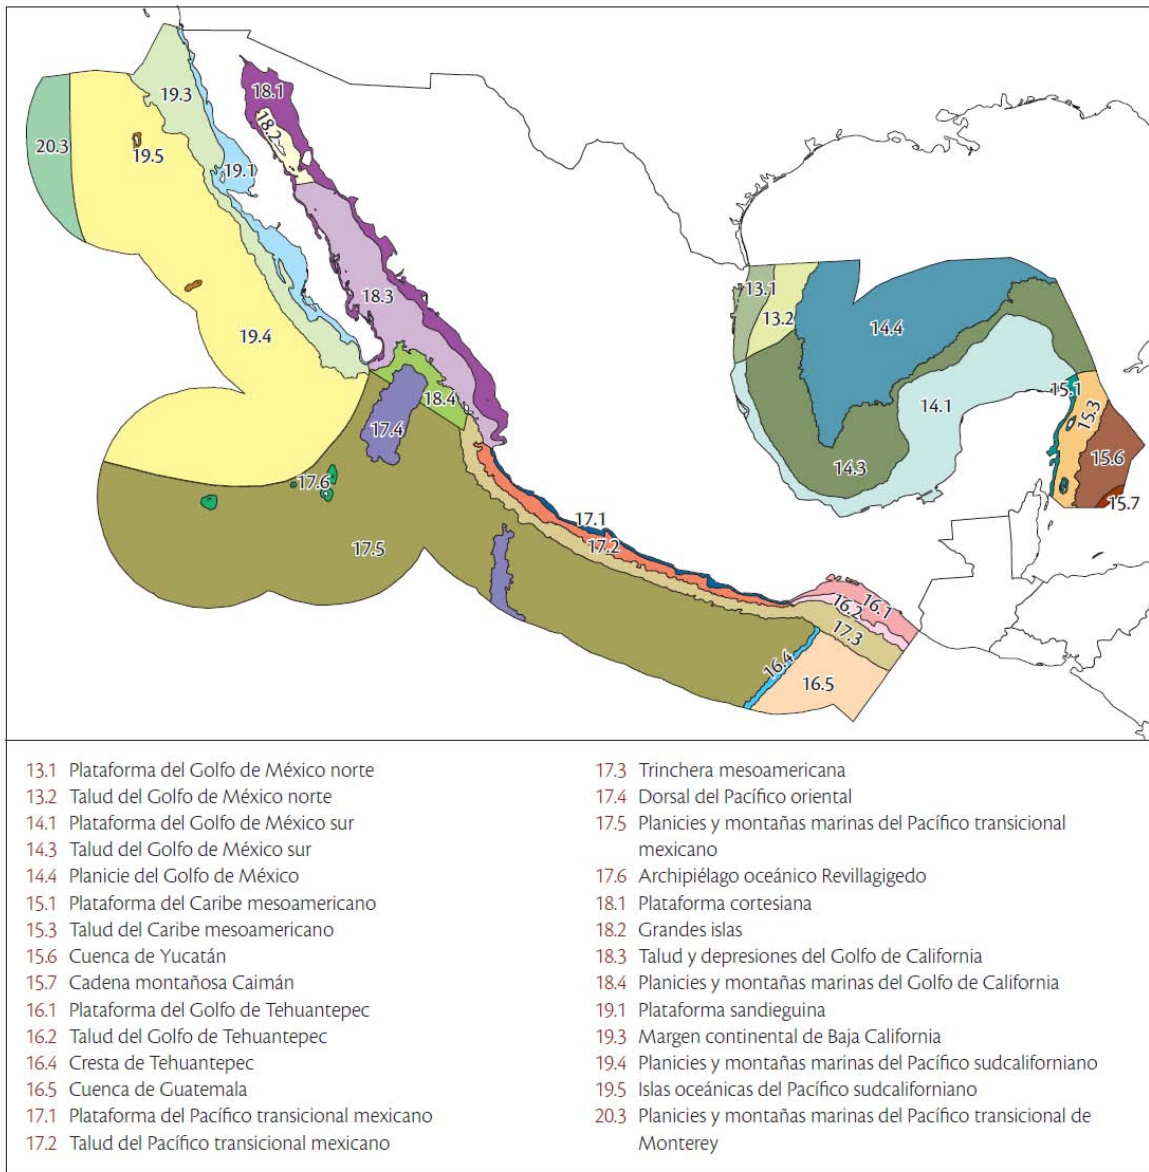 18.1
19.3
18.2
20.3
19.5
19.1
18.3
13.1
13.2
14.4
19.4
18.4
14.1
15.1
15.3
17.4
15.6
14.3
17.6
15.7
17.1
17.5
17.2
16.1
16.2
17.3
16.4
16.5
13.1 Plataforma del Golfo de México norte
13.2 Talud del Golfo de México norte
14.1 Plataforma del Golfo de México sur
14.3 Talud del Golfo de México sur
14.4 Planicie del Golfo de México
15.1 Plataforma del Caribe mesoamericano
15.3 Talud del Caribe mesoamericano
15.6 Cuenca de Yucatán
15.7 Cadena montañosa Caimán
16.1 Plataforma del Golfo de Tehuantepec
16.2 Talud del Golfo de Tehuantepec
16.4 Cresta de Tehuantepec
16.5 Cuenca de Guatemala
17.1 Plataforma del Pacífico transicional mexicano
17.2 Talud del Pacífico transicional mexicano
17.3 Trinchera mesoamericana
17.4 Dorsal del Pacífico oriental
17.5 Planicies y montañas marinas del Pacífico transicional
mexicano
17.6 Archipiélago oceánico Revillagigedo
18.1 Plataforma cortesiana
18.2 Grandes islas
18.3 Talud y depresiones del Golfo de California
18.4 Planicies y montañas marinas del Golfo de California
19.1 Plataforma sandieguina
19.3 Margen continental de Baja California
19.4 Planicies y montañas marinas del Pacífico sudcaliforniano
19.5 Islas oceánicas del Pacífico sudcaliforniano
20.3 Planicies y montañas marinas del Pacífico transicional de
Monterey